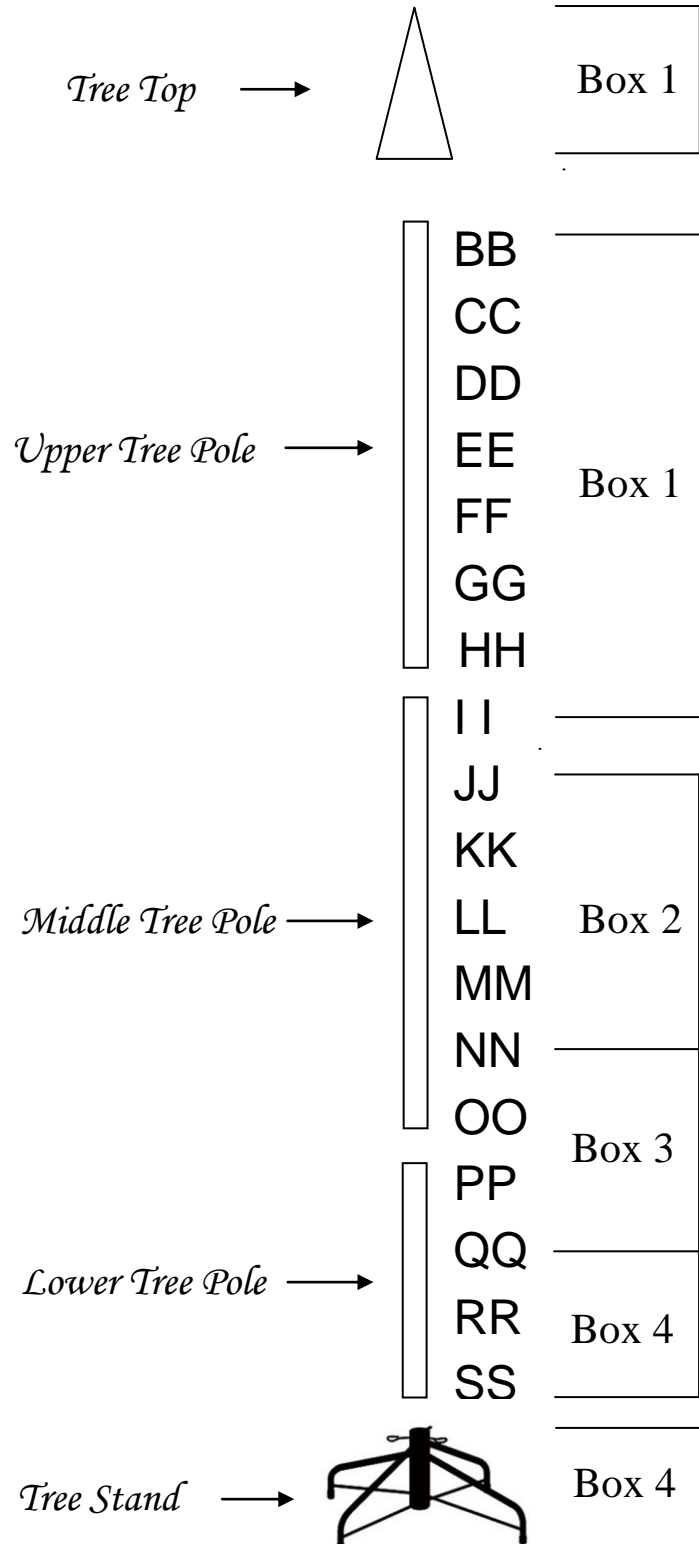 Tree Top
Box 1
BB
CC
DD
Upper Tree Pole
EE
Box 1
FF
GG
HH
I I
JJ
KK
Middle Tree Pole
LL
Box 2
MM
NN
OO
Box 3
PP
QQ
Lower Tree Pole
RR
Box 4
SS
Tree Stand
Box 4